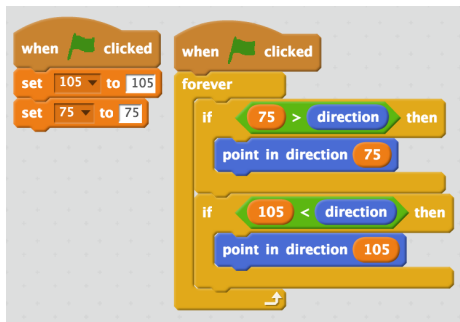 when clicked
set 105 to 105
set 75 to 75
when clicked
forever
if 75 > direction then
point in direction 75
if 105 < direction then
point in direction 105